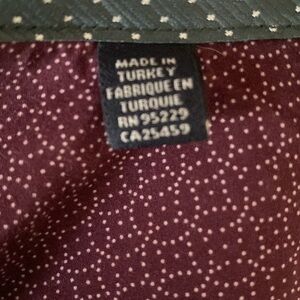 MADE IN
TURKEY
FABRIQUE EN
TURQUIE
RN 95229
CA25459